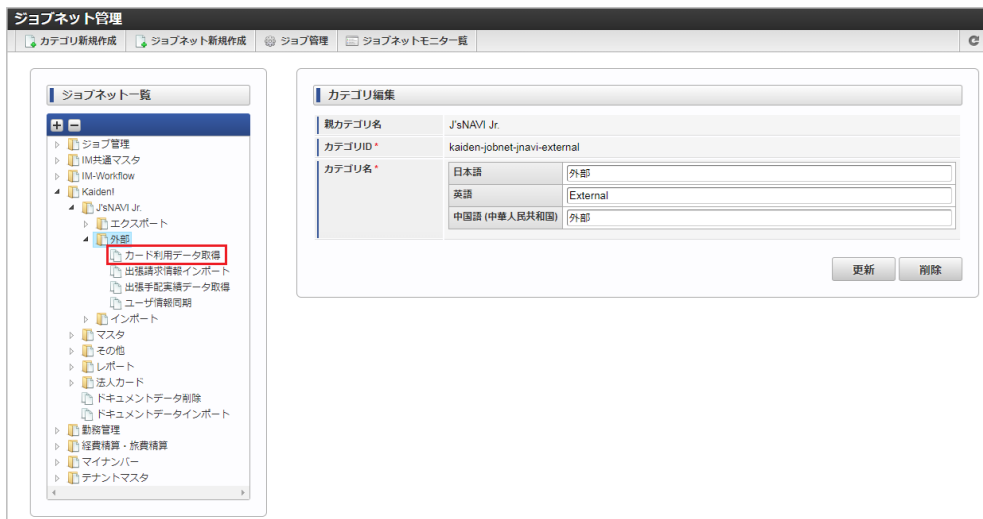 ジョブネット管理
カテゴリ新規作成 ジョブネット新規作成 ジョブ管理 ジョブネットモニタ一覧
ジョブネット一覧
ジョブ管理
IM共通マスタ
IM-Workflow
Kaiden!
J'sNAVI Jr.
エクスポート
外部
カード利用データ取得
出張請求情報インポート
出張手配実績データ取得
ユーザ情報同期
インポート
マスタ
その他
レポート
法人カード
ドキュメントデータ削除
ドキュメントデータインポート
勤務管理
経費精算・旅費精算
マイナンバー
テナントマスタ
カテゴリ編集
親カテゴリ名 J'sNAVI Jr.
カテゴリID* kaiden-jobnet-jnavi-external
カテゴリ名* 日本語 外部
英語 External
中国語 (中華人民共和国) 外部
更新 削除